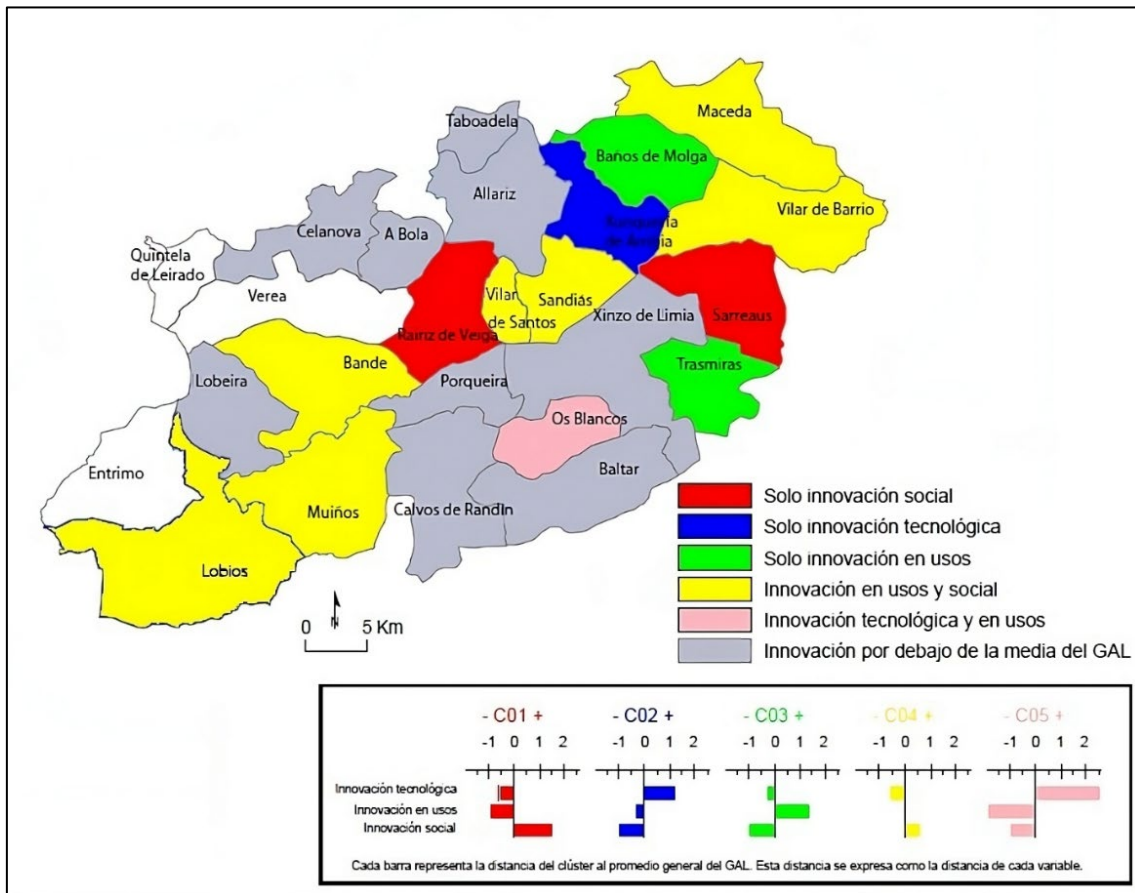 Taboadela
Maceda
Baños de Molga
Allariz
Vilar de Barrio
Celanova
A Bola
Quintela
de Leirado
Verea
Vilar
de Santos
Sandiás
Xinzo de Limia
Sarreaus
Rairiz de Veiga
Bande
Lobeira
Porqueira
Trasmiras
Os Blancos
Entrimo
Baltar
Muiños
Calvos de Randín
Lobios
N
0 5 Km
Solo innovación social
Solo innovación tecnológica
Solo innovación en usos
Innovación en usos y social
Innovación tecnológica y en usos
Innovación por debajo de la media del GAL
- C01 + - C02 + - C03 + - C04 + - C05 +
-1 0 1 2 -1 0 1 2 -1 0 1 2 -1 0 1 2 -1 0 1 2
Innovación tecnológica
Innovación en usos
Innovación social
Cada barra representa la distancia del clúster al promedio general del GAL. Esta distancia se expresa como la distancia de cada variable.